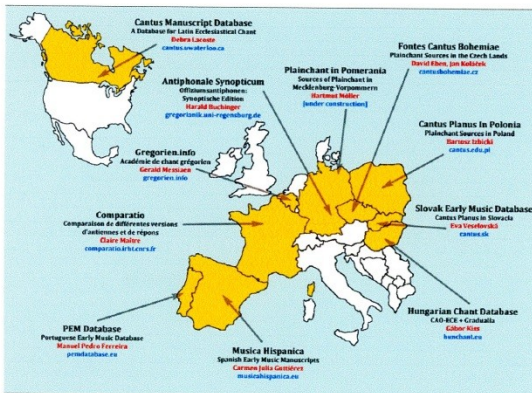 Cantus Manuscript Database
A Database for Latin Ecclesiastical Chant
Debra Lacoste
cantus.uwaterloo.ca
Antiphonale Synopticum
Offiziumsantiphonen:
Synoptische Edition
Harald Buchinger
gregorianik.uni-regensburg.de
Gregorien.info
Académie de chant grégorien
Gerald Messiaen
gregorien.info
Comparatio
Comparaison de différentes versions
d'antiennes et de répons
Claire Maître
comparatio.irht.cnrs.fr
PEM Database
Portuguese Early Music Database
Manuel Pedro Ferreira
pemdatabase.eu
Musica Hispanica
Spanish Early Music Manuscripts
Carmen Julia Gutiérrez
musicahispanica.eu
Plainchant in Pomerania
Sources of Plainchant in
Mecklenburg-Vorpommern
Hartmut Möller
[under construction]
Fontes Cantus Bohemiae
Plainchant Sources in the Czech Lands
David Eben, Jan Koláček
cantusbohemiae.cz
Cantus Planus in Polonia
Plainchant Sources in Poland
Bartosz Izbicki
cantus.edu.pl
Slovak Early Music Database
Cantus Planus in Slovacia
Eva Veselovská
cantus.sk
Hungarian Chant Database
CAO-ECE + Gradualia
Gábor Kiss
hunchant.eu